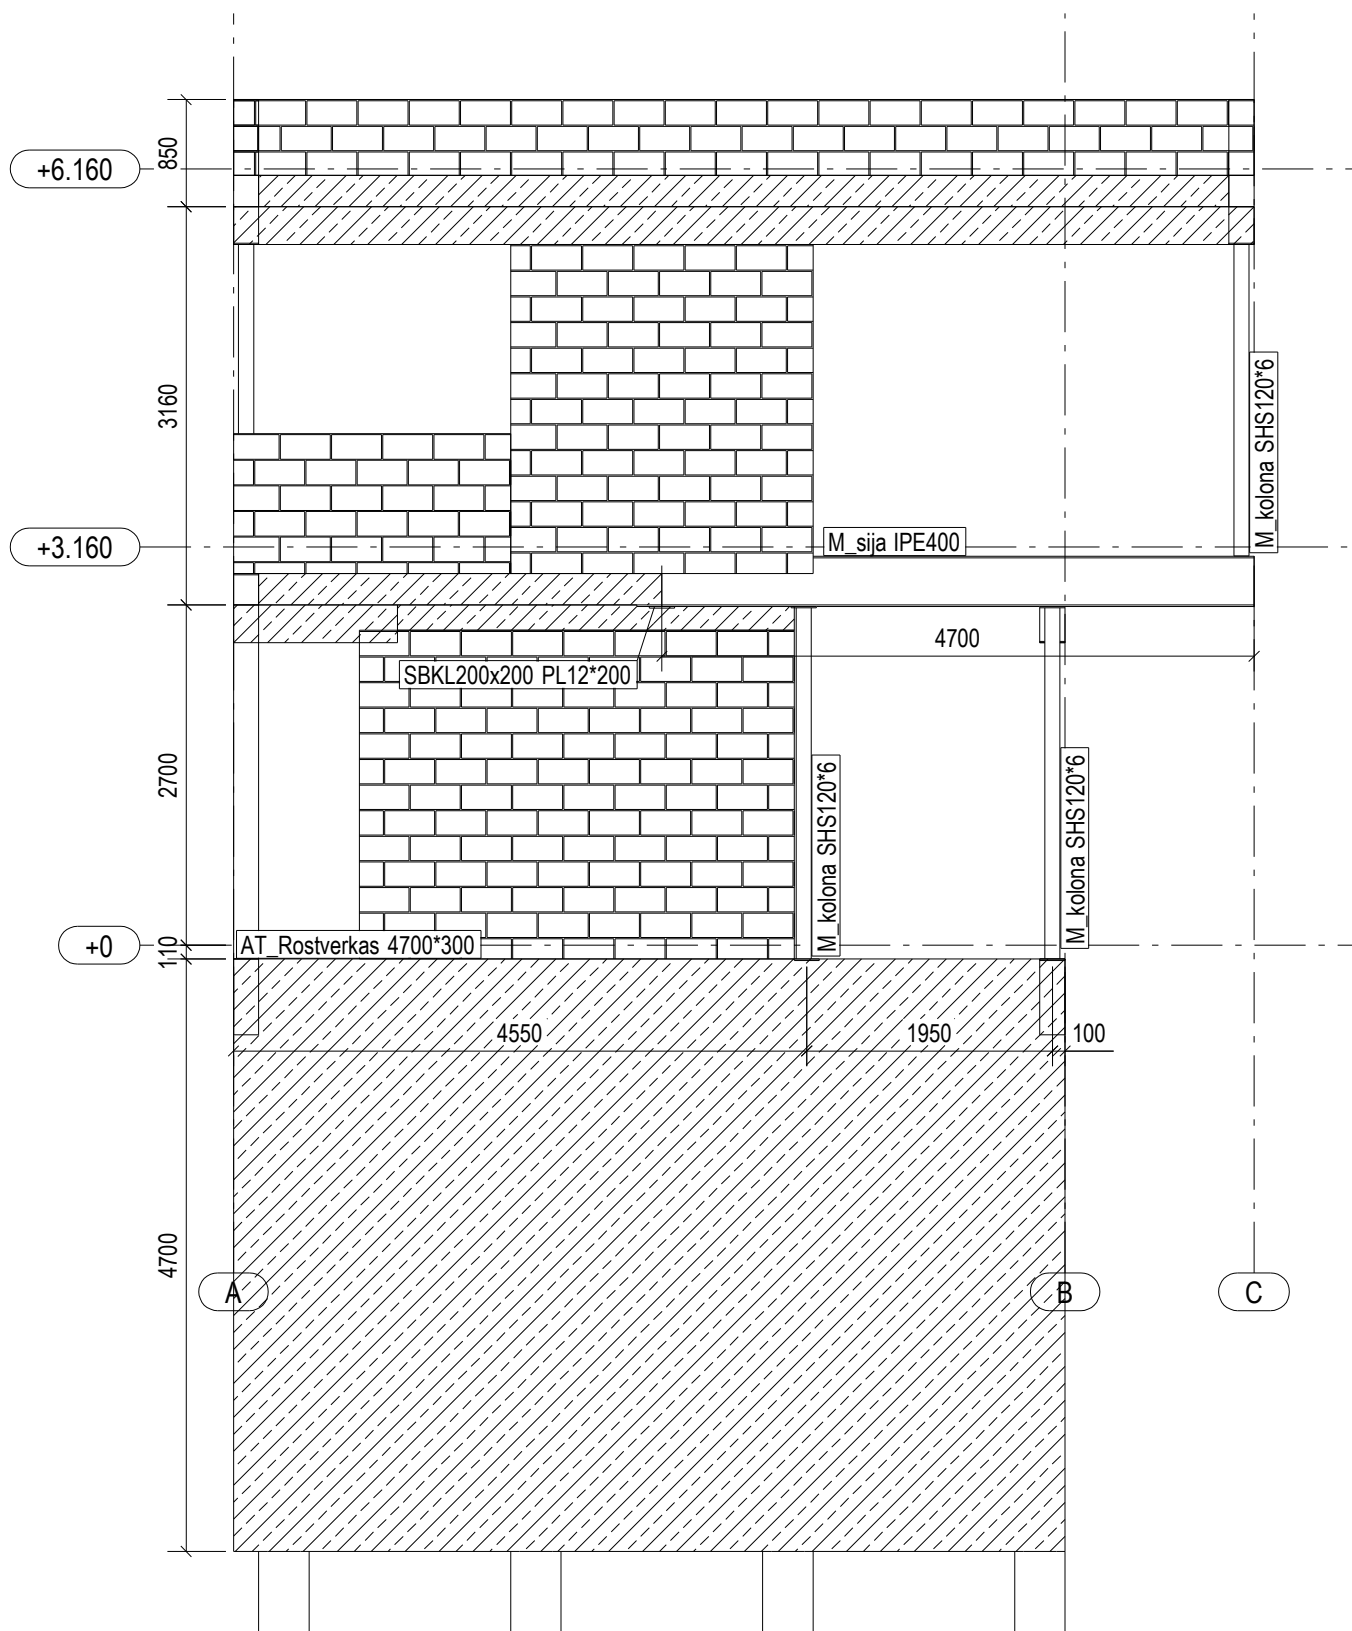 850
+6.160
3160
M_kolona SHS120*6
+3.160
M_sija IPE400
4700
SBKL200x200 PL12*200
2700
M_kolona SHS120*6
M_kolona SHS120*6
+0
110
AT_Rostverkas 4700*300
4550
1950
100
4700
A
B
C